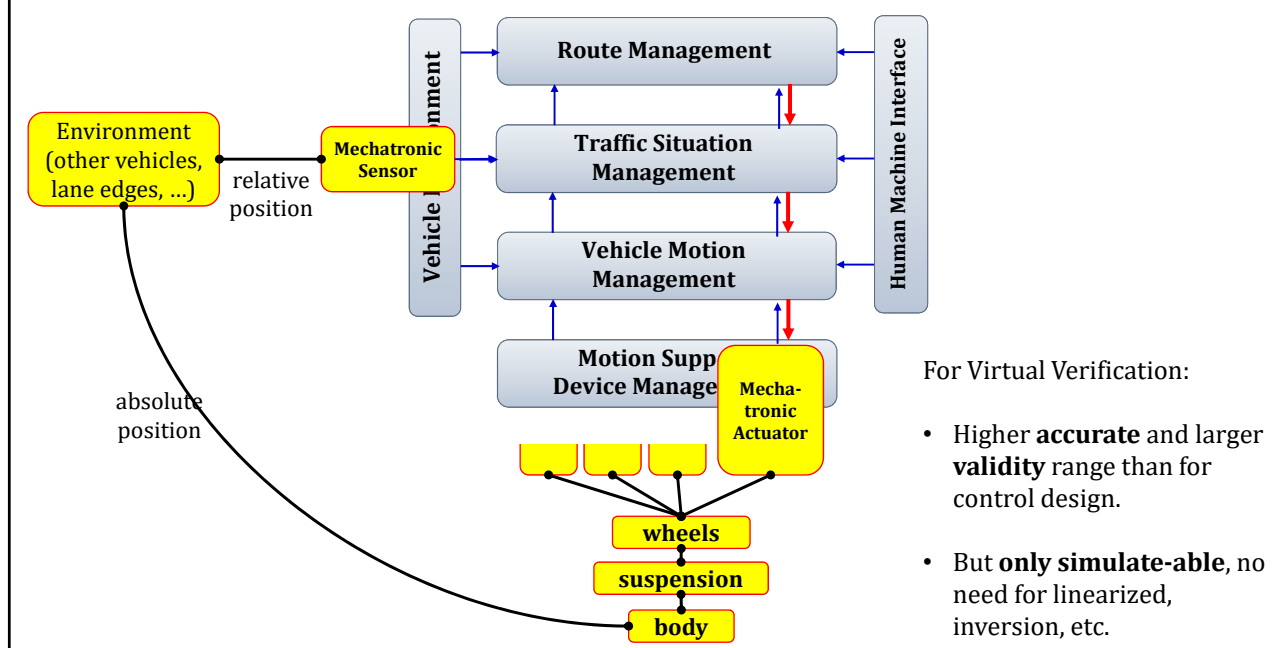 Route Management
Vehicle
onment
Human Machine Interface
Environment
(other vehicles,
lane edges, ...)
relative
position
Mechatronic
Sensor
Traffic Situation
Management
Vehicle Motion
Management
Motion Supp
Device Manage
Mecha-
tronic
Actuator
absolute
position
wheels
suspension
body
For Virtual Verification:
• Higher accurate and larger
validity range than for
control design.
• But only simulate-able, no
need for linearized,
inversion, etc.